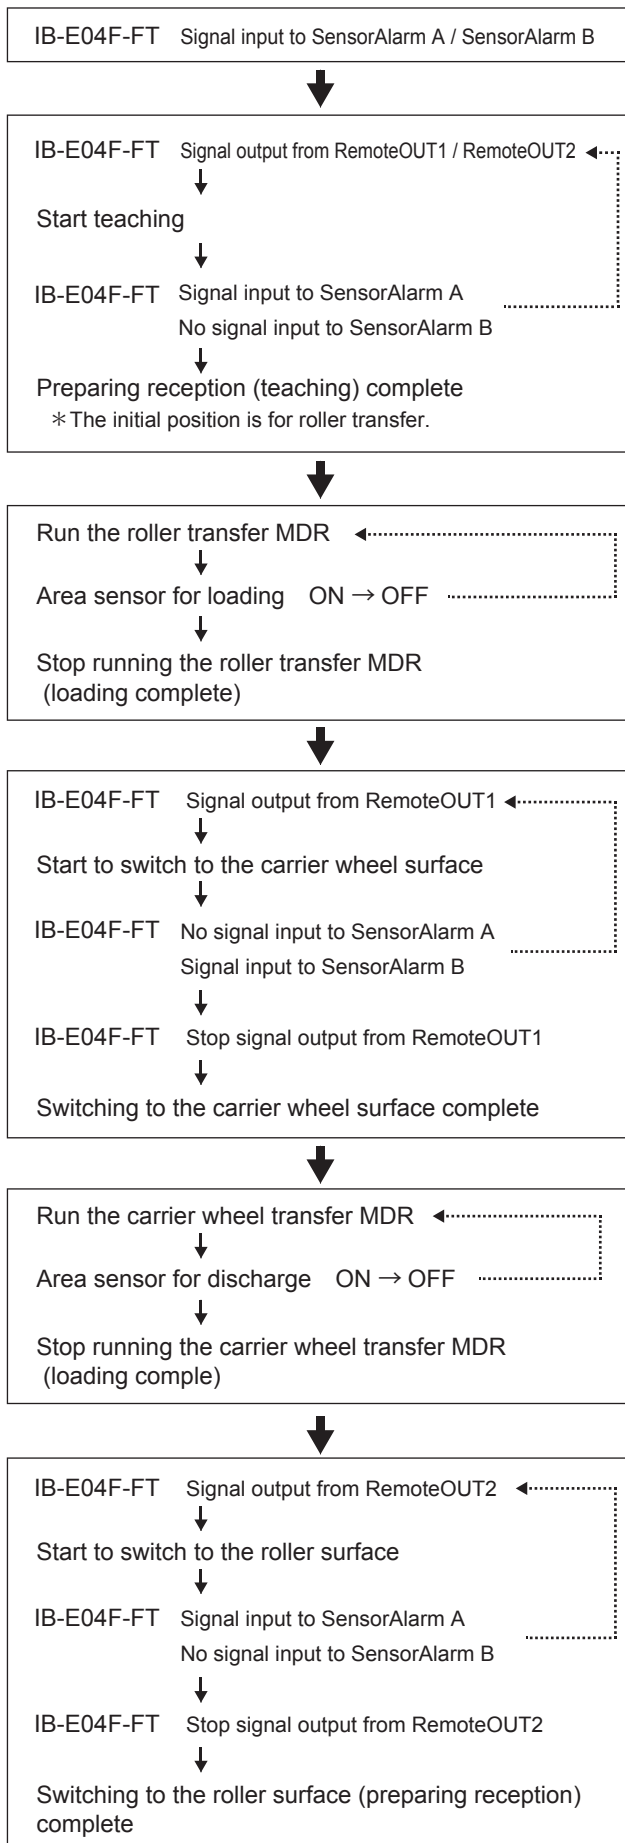 IB-E04F-FT Signal input to SensorAlarm A / SensorAlarm B
IB-E04F-FT Signal output from RemoteOUT1 / RemoteOUT2
Start teaching
IB-E04F-FT Signal input to SensorAlarm A
No signal input to SensorAlarm B
Preparing reception (teaching) complete
＊The initial position is for roller transfer.
Run the roller transfer MDR
Area sensor for loading ON → OFF
Stop running the roller transfer MDR
(loading complete)
IB-E04F-FT Signal output from RemoteOUT1
Start to switch to the carrier wheel surface
IB-E04F-FT No signal input to SensorAlarm A
Signal input to SensorAlarm B
IB-E04F-FT Stop signal output from RemoteOUT1
Switching to the carrier wheel surface complete
Run the carrier wheel transfer MDR
Area sensor for discharge ON → OFF
Stop running the carrier wheel transfer MDR
(loading comple)
IB-E04F-FT Signal output from RemoteOUT2
Start to switch to the roller surface
IB-E04F-FT Signal input to SensorAlarm A
No signal input to SensorAlarm B
IB-E04F-FT Stop signal output from RemoteOUT2
Switching to the roller surface (preparing reception)
complete